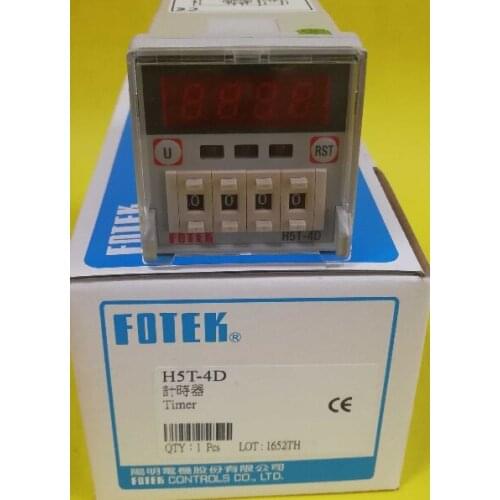 U
RST
0 0 0 0
FOTEK
H5T-4D
FOTEK®
H5T-4D
計時器
Timer
QTY : 1 Pcs
LOT : 1652TH
CE
陽明電機股份有限公司
FOTEK CONTROLS CO., LTD.